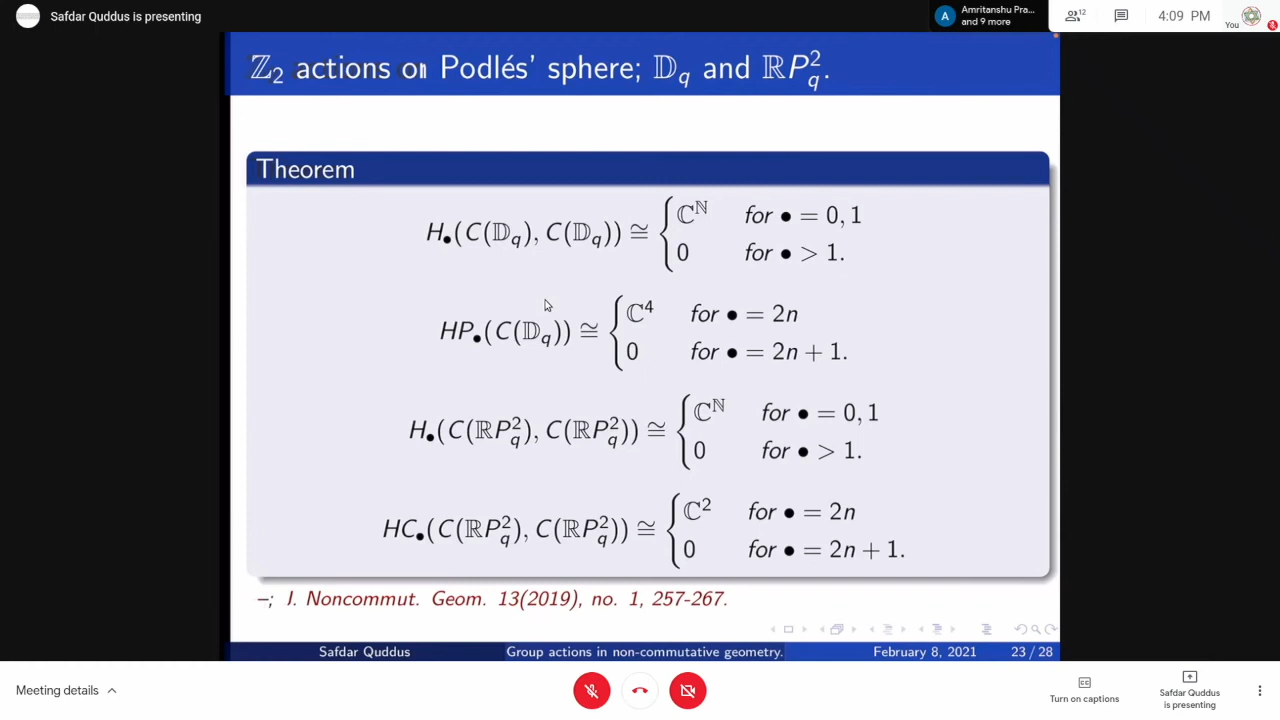 Safdar Quddus is presenting
A
Amritanshu Pra...
and 9 more
12
4:09 PM
You
ℤ₂ actions on Podlés' sphere; 𝔻_q and ℝP²_q.
Theorem
H•(C(𝔻_q), C(𝔻_q)) ≅ { ℂ^ℕ for • = 0, 1
0 for • > 1.
HP•(C(𝔻_q)) ≅ { ℂ⁴ for • = 2n
0 for • = 2n + 1.
H•(C(ℝP²_q), C(ℝP²_q)) ≅ { ℂ^ℕ for • = 0, 1
0 for • > 1.
HC•(C(ℝP²_q), C(ℝP²_q)) ≅ { ℂ² for • = 2n
0 for • = 2n + 1.
–; J. Noncommut. Geom. 13(2019), no. 1, 257-267.
Safdar Quddus Group actions in non-commutative geometry. February 8, 2021 23 / 28
Meeting details
Turn on captions
Safdar Quddus
is presenting